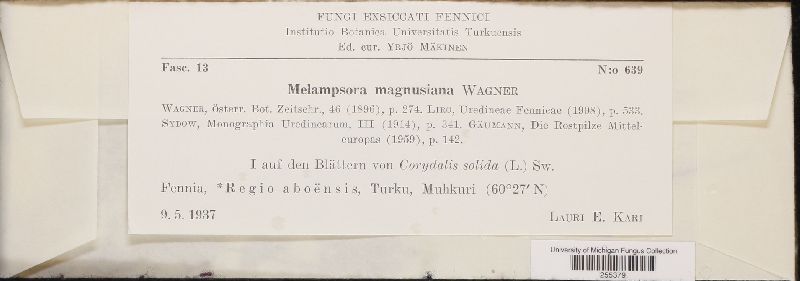 FUNGI EXSICCATI FENNICI
Institutio Botanica Universitatis Turkuensis
Ed. cur. YRJÖ MÄKINEN
Fasc. 13 N:o 639
Melampsora magnusiana WAGNER
WAGNER, Österr. Bot. Zeitschr., 46 (1896), p. 274. LIRO, Uredineae Fennicae (1908), p. 533.
SYDOW, Monographia Uredinearum, III (1914), p. 341. GÄUMANN, Die Rostpilze Mittel-
europas (1959), p. 142.
I auf den Blättern von Corydalis solida (L.) Sw.
Fennia, *Regio aboënsis, Turku, Muhkuri (60°27′ N)
9. 5. 1937 LAURI E. KARI
University of Michigan Fungus Collection
255379